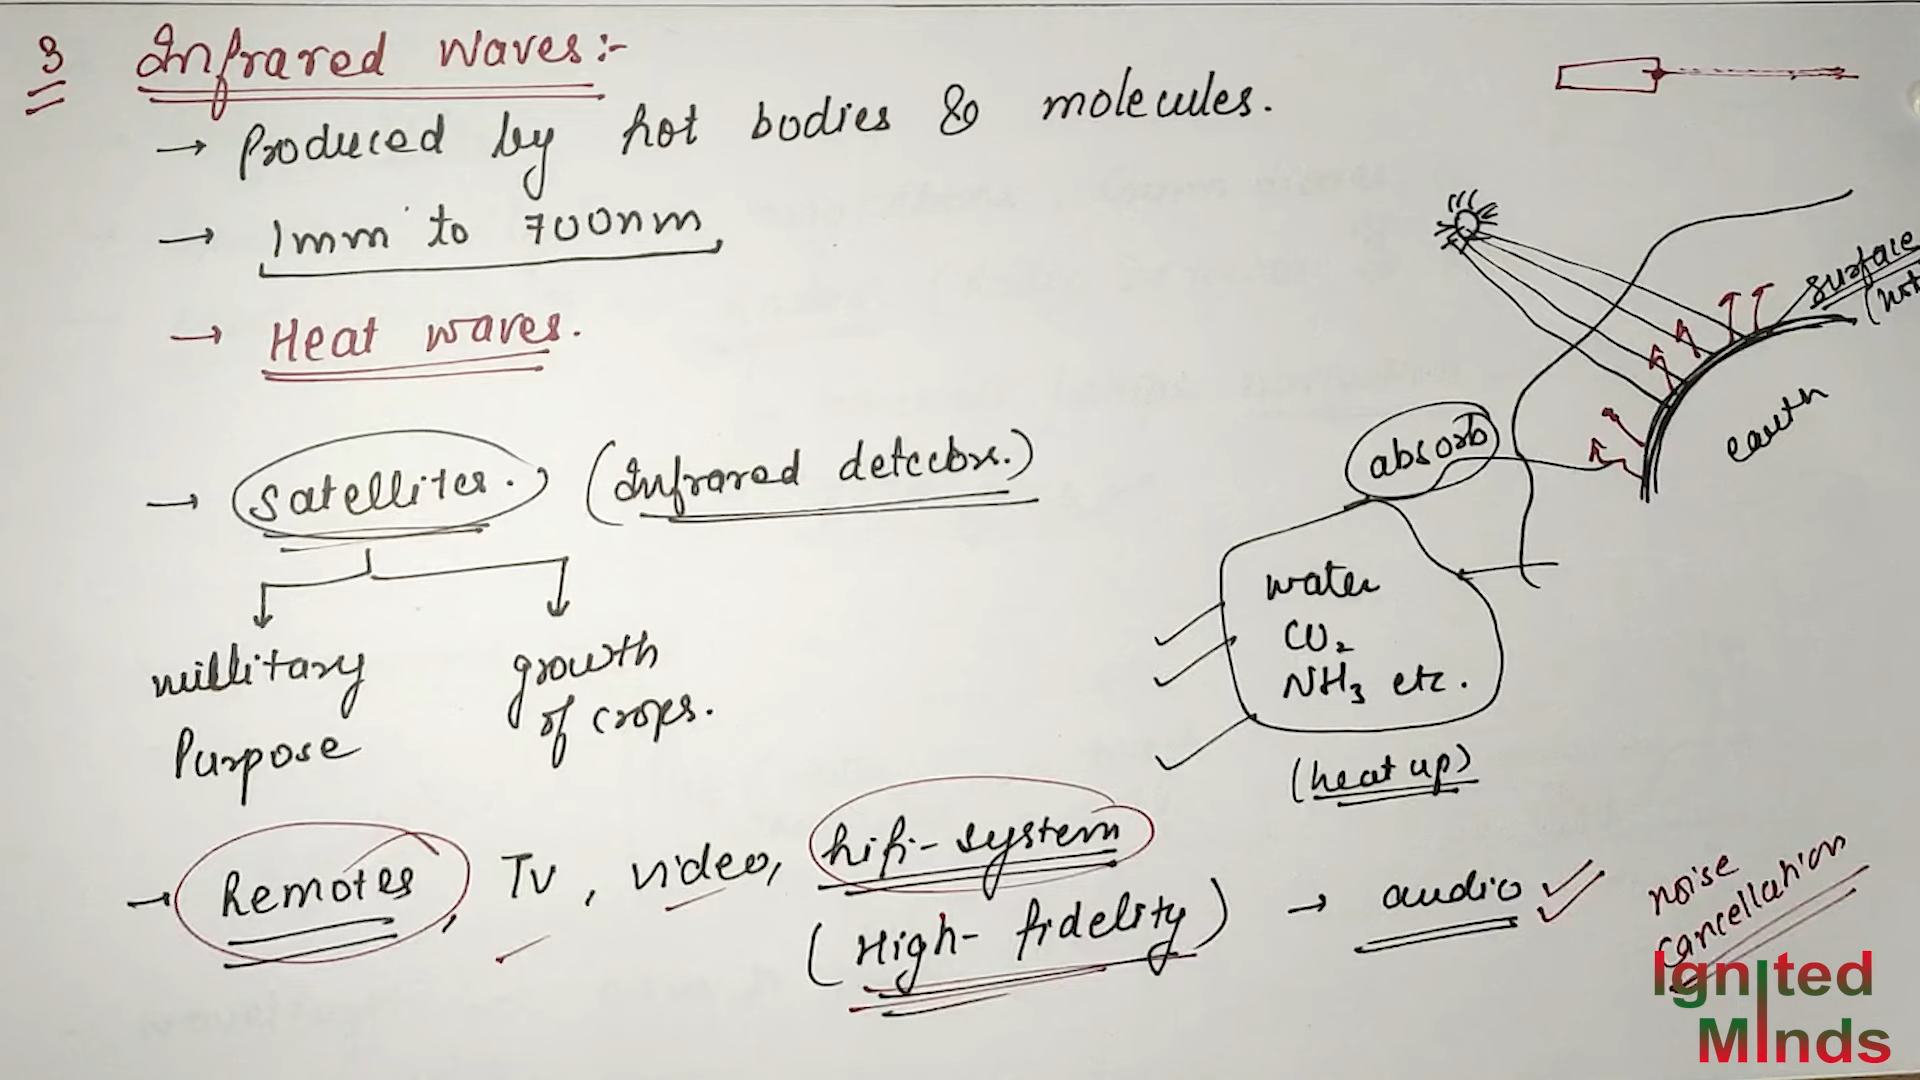 3 Infrared waves:-
→ Produced by hot bodies & molecules.
→ 1mm to 700nm
→ Heat waves.
→ Satellites. (Infrared detectors.)
millitary Purpose
growth of crops.
→ Remotes, TV, video, hifi-system
(High-fidelity) → audio
noise
cancellation
surface
(hot
earth
absorb
water
CO₂
NH₃ etc.
(heat up)
Ignited
Minds